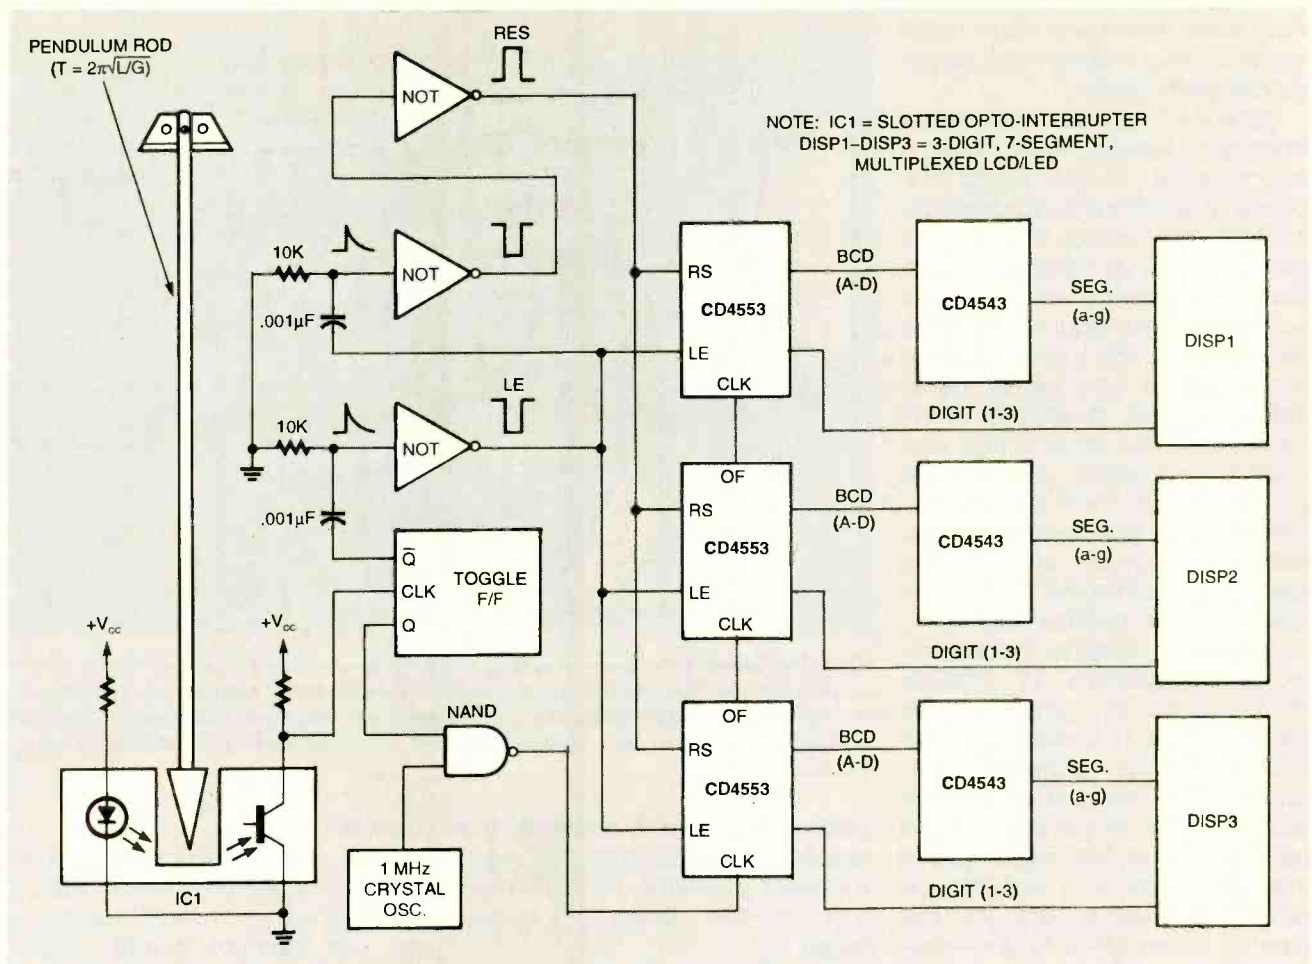 PENDULUM ROD
(T = 2π√L/G)
RES
NOT
NOTE: IC1 = SLOTTED OPTO-INTERRUPTER
DISP1–DISP3 = 3-DIGIT, 7-SEGMENT,
MULTIPLEXED LCD/LED
10K
NOT
.001µF
RS
CD4553
LE
CLK
BCD
(A-D)
CD4543
SEG.
(a-g)
DISP1
DIGIT (1-3)
LE
10K
NOT
.001µF
Q̅
CLK
Q
TOGGLE
F/F
OF
RS
CD4553
LE
CLK
BCD
(A-D)
CD4543
SEG.
(a-g)
DISP2
DIGIT (1-3)
+Vcc
+Vcc
NAND
1 MHz
CRYSTAL
OSC.
IC1
OF
RS
CD4553
LE
CLK
BCD
(A-D)
CD4543
SEG.
(a-g)
DISP3
DIGIT (1-3)